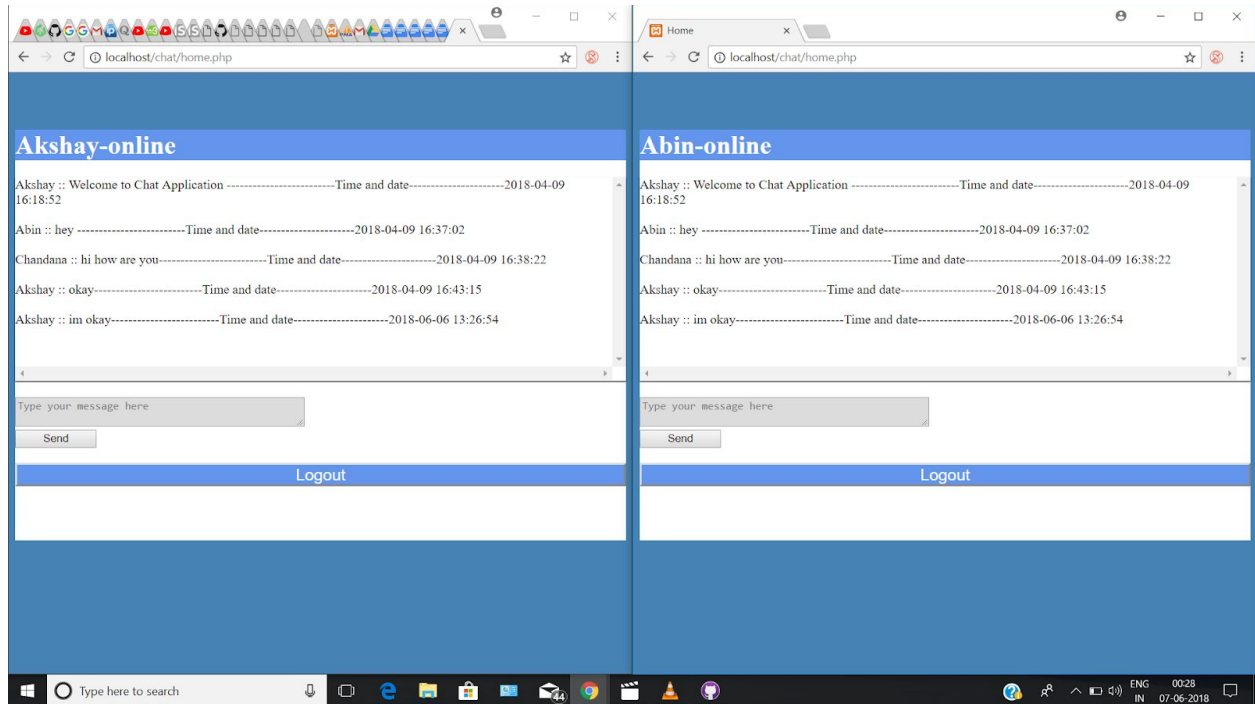 localhost/chat/home.php
Akshay-online
Akshay :: Welcome to Chat Application -------------------------Time and date----------------------2018-04-09
16:18:52
Abin :: hey -------------------------Time and date----------------------2018-04-09 16:37:02
Chandana :: hi how are you-------------------------Time and date----------------------2018-04-09 16:38:22
Akshay :: okay-------------------------Time and date----------------------2018-04-09 16:43:15
Akshay :: im okay-------------------------Time and date----------------------2018-06-06 13:26:54
Type your message here
Send
Logout
Home
localhost/chat/home.php
Abin-online
Akshay :: Welcome to Chat Application -------------------------Time and date----------------------2018-04-09
16:18:52
Abin :: hey -------------------------Time and date----------------------2018-04-09 16:37:02
Chandana :: hi how are you-------------------------Time and date----------------------2018-04-09 16:38:22
Akshay :: okay-------------------------Time and date----------------------2018-04-09 16:43:15
Akshay :: im okay-------------------------Time and date----------------------2018-06-06 13:26:54
Type your message here
Send
Logout
Type here to search
44
ENG
IN
00:28
07-06-2018